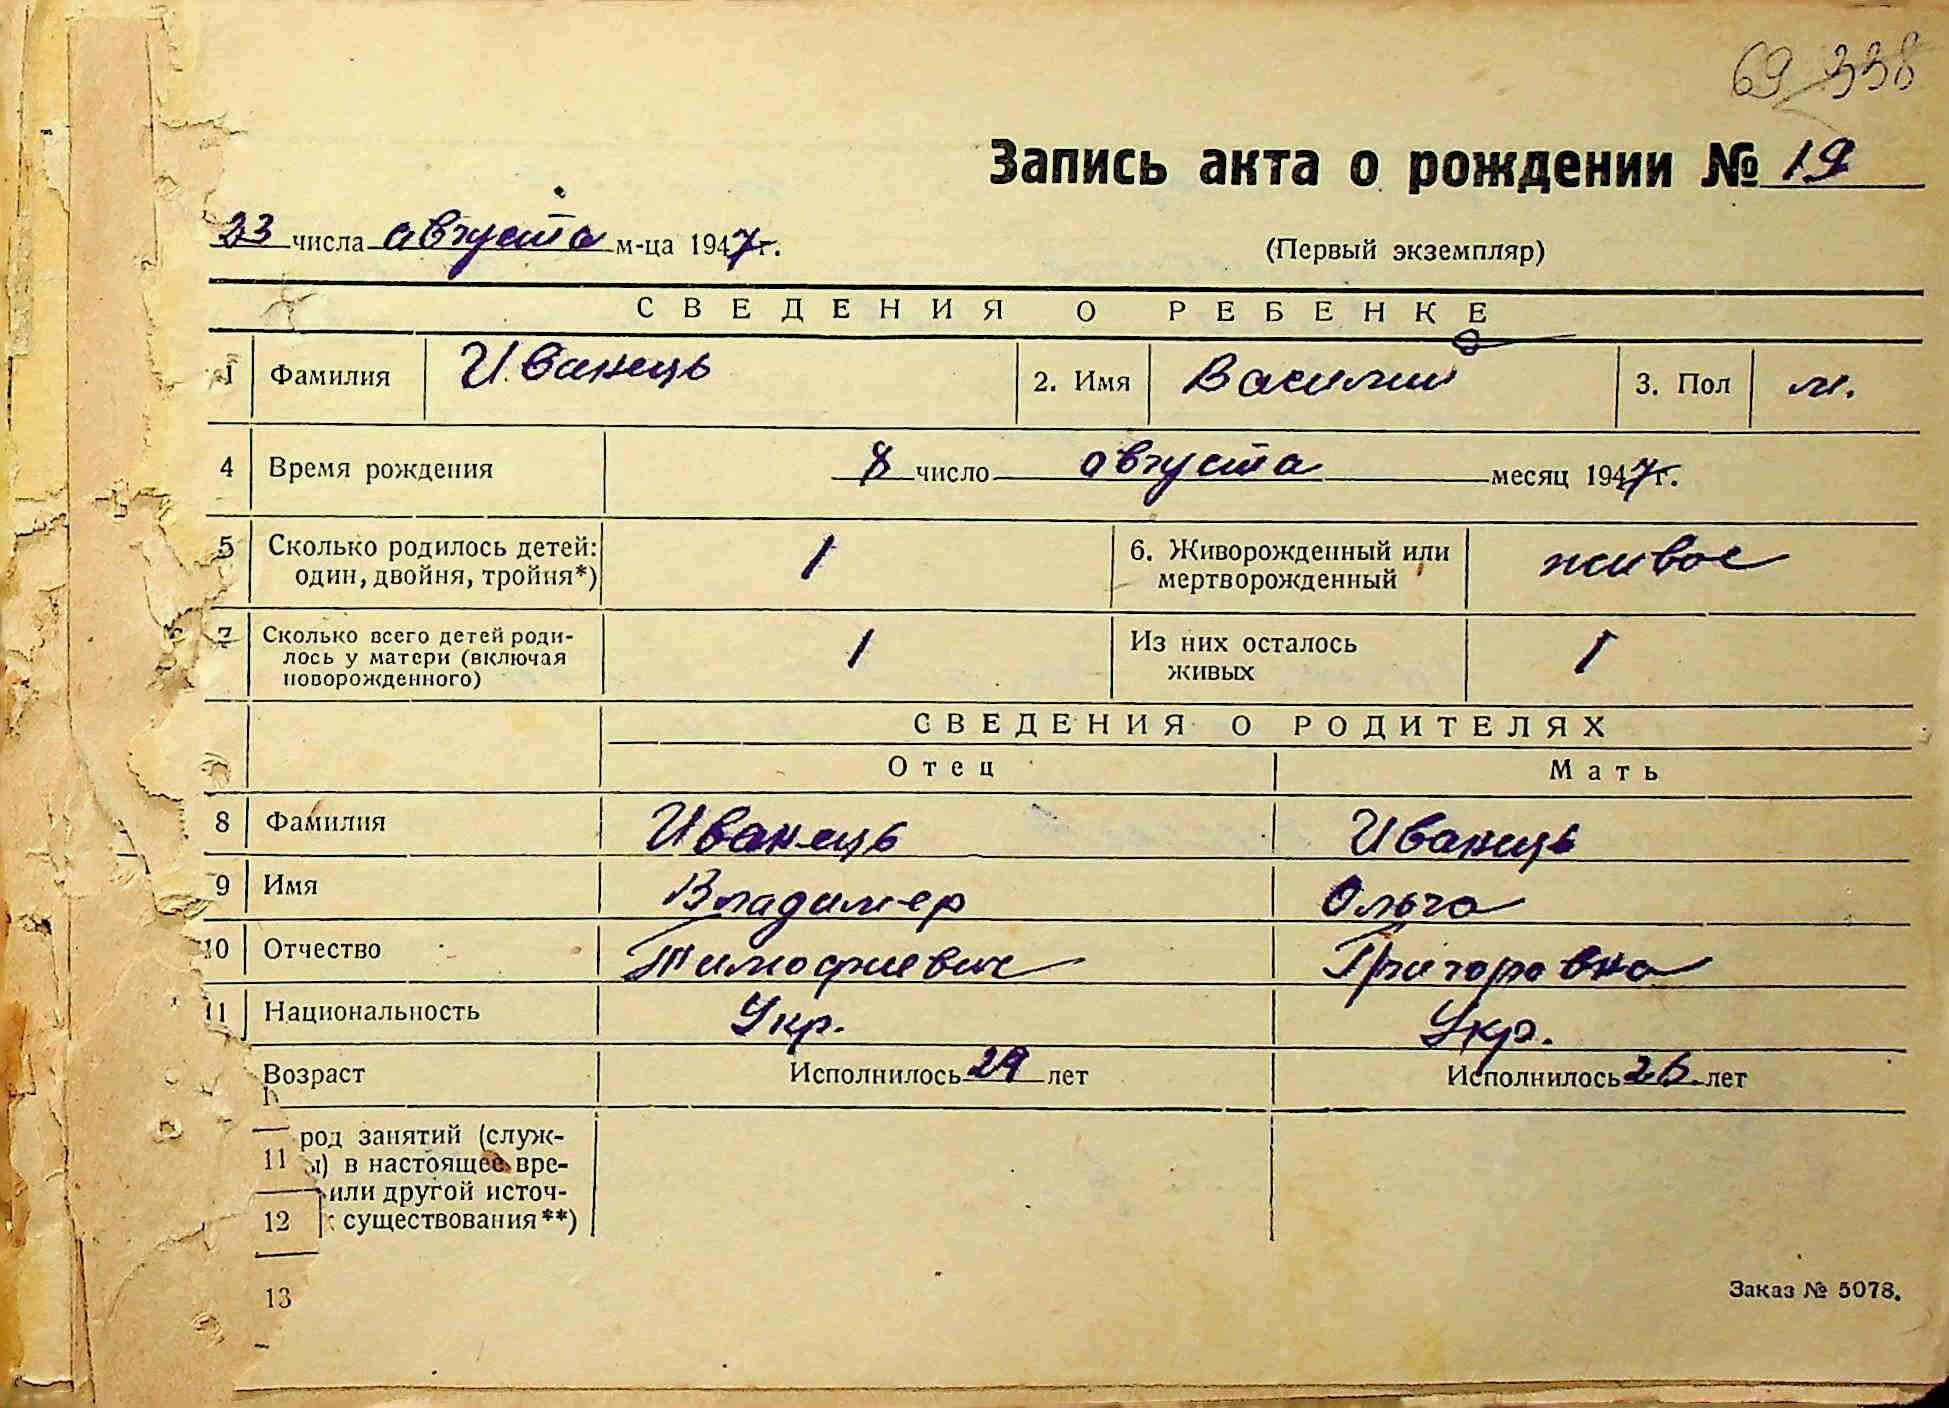 69 338
Запись акта о рождении № 19
23 числа августа м-ца 1947 г.
(Первый экземпляр)
СВЕДЕНИЯ О РЕБЕНКЕ
1 Фамилия Иванець 2. Имя Василий 3. Пол м.
4 Время рождения 8 число августа месяц 1947 г.
5 Сколько родилось детей: 1 6. Живорожденный или живое
один, двойня, тройня*) мертворожденный
7 Сколько всего детей роди- 1 Из них осталось 1
лось у матери (включая живых
новорожденного)
СВЕДЕНИЯ О РОДИТЕЛЯХ
Отец Мать
8 Фамилия Иванець Иванець
9 Имя Владимер Ольга
10 Отчество Тимофиевич Григоровна
11 Национальность Укр. Укр.
Возраст Исполнилось 29 лет Исполнилось 26 лет
род занятий (служ-
11 ы) в настоящее вре-
или другой источ-
12 к существования**)
13
Заказ № 5078.